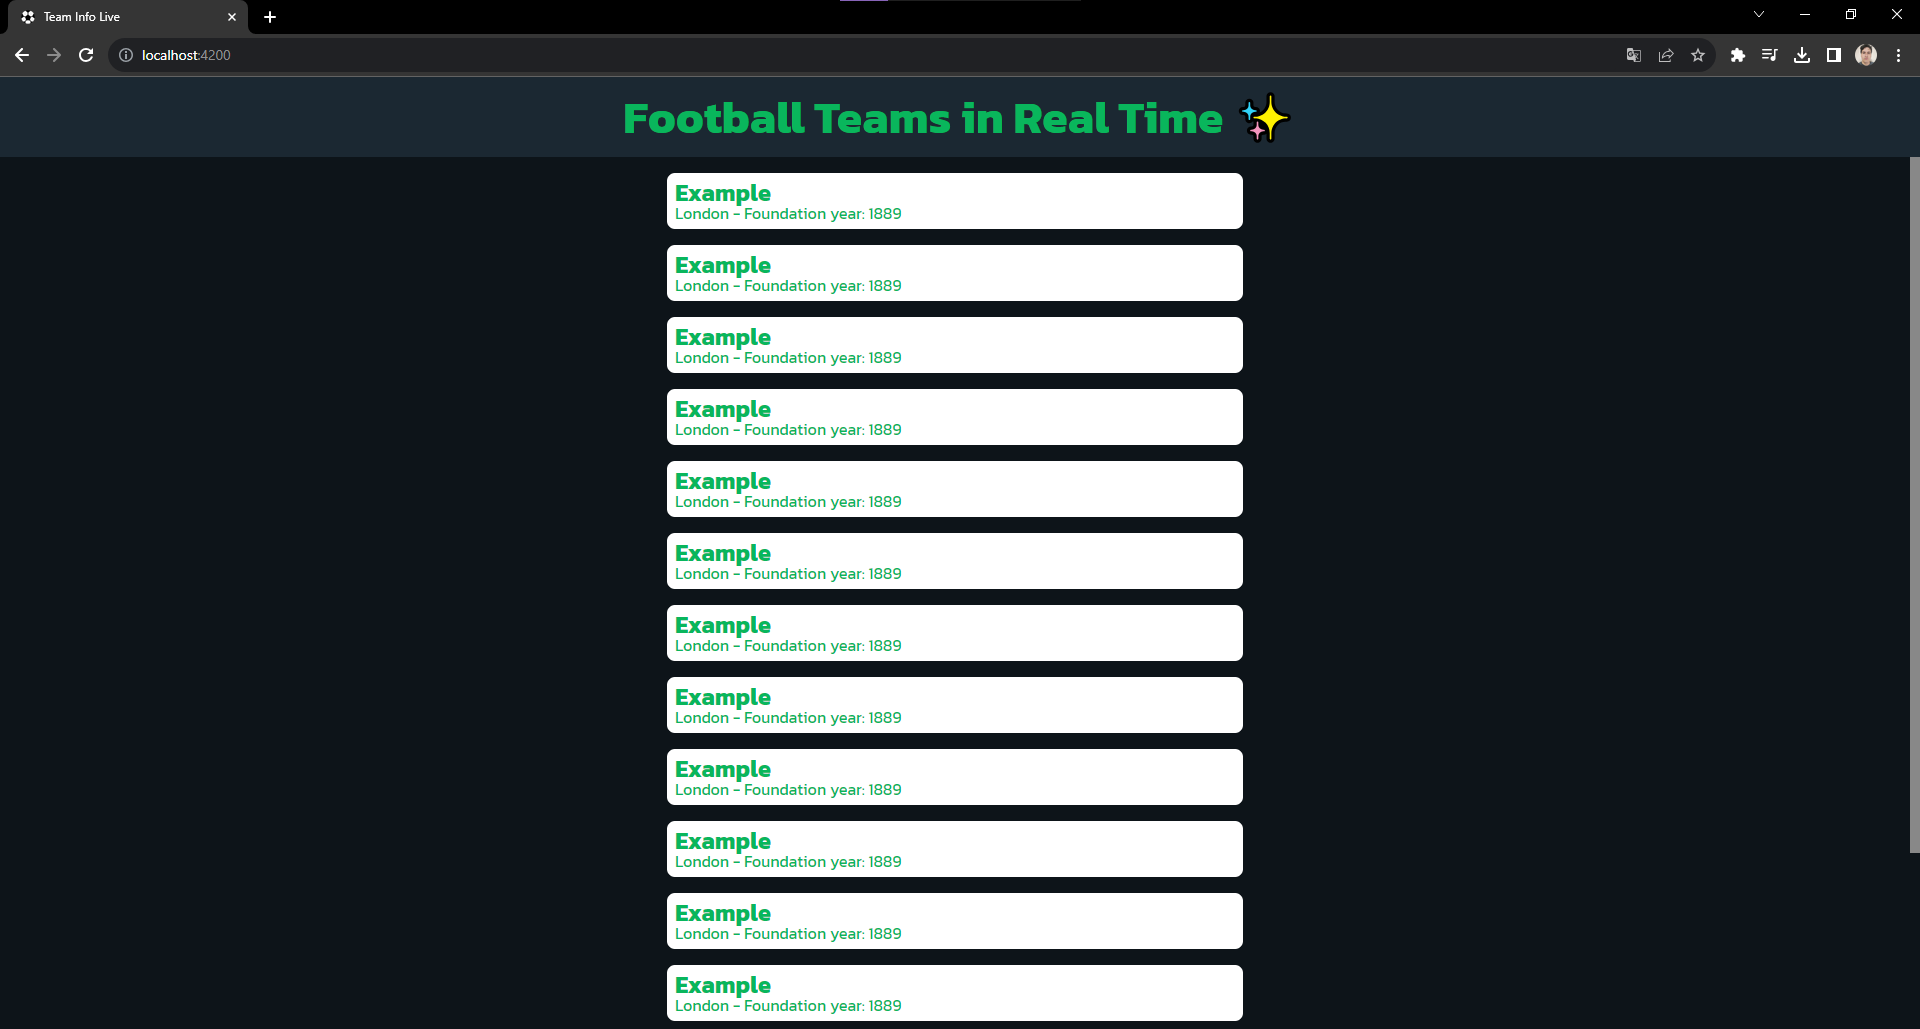 Team Info Live
localhost:4200
Football Teams in Real Time ✨
Example
London - Foundation year: 1889
Example
London - Foundation year: 1889
Example
London - Foundation year: 1889
Example
London - Foundation year: 1889
Example
London - Foundation year: 1889
Example
London - Foundation year: 1889
Example
London - Foundation year: 1889
Example
London - Foundation year: 1889
Example
London - Foundation year: 1889
Example
London - Foundation year: 1889
Example
London - Foundation year: 1889
Example
London - Foundation year: 1889